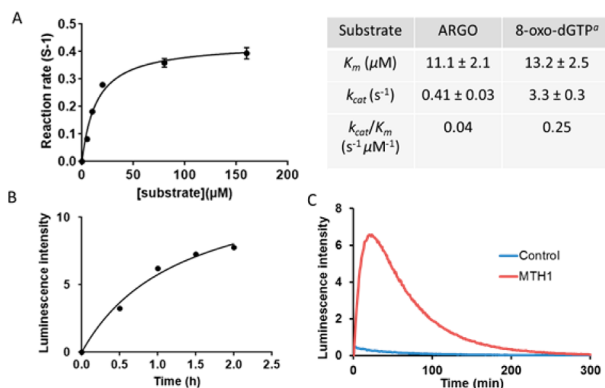 A
Reaction rate (S-1)
0.5
0.4
0.3
0.2
0.1
0.0
0 50 100 150 200
[substrate](µM)
Substrate ARGO 8-oxo-dGTPᵃ
Kₘ (µM) 11.1 ± 2.1 13.2 ± 2.5
k_cat (s⁻¹) 0.41 ± 0.03 3.3 ± 0.3
k_cat/Kₘ 0.04 0.25
(s⁻¹ µM⁻¹)
B
Luminescence intensity
10
5
0
0.0 0.5 1.0 1.5 2.0 2.5
Time (h)
C
Luminescence intensity
8
6
4
2
0
Control
MTH1
0 100 200 300
Time (min)